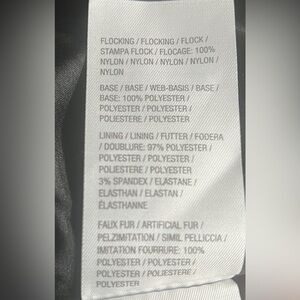 FLOCKING / FLOCKING / FLOCK /
STAMPA FLOCK / FLOCAGE: 100%
NYLON / NYLON / NYLON / NYLON /
NYLON
BASE / BASE / WEB-BASIS / BASE /
BASE: 100% POLYESTER /
POLYESTER / POLYESTER /
POLIESTERE / POLYESTER
LINING / LINING / FUTTER / FODERA
/ DOUBLURE: 97% POLYESTER /
POLYESTER / POLYESTER /
POLIESTERE / POLYESTER
3% SPANDEX / ELASTANE /
ELASTHAN / ELASTAN /
ÉLASTHANNE
FAUX FUR / ARTIFICIAL FUR /
PELZIMITATION / SIMIL PELLICCIA /
IMITATION FOURRURE: 100%
POLYESTER / POLYESTER /
POLYESTER / POLIESTERE /
POLYESTER